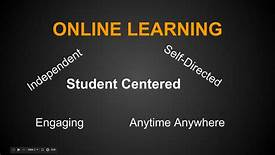 ONLINE LEARNING
Independent
Self-Directed
Student Centered
Engaging
Anytime Anywhere